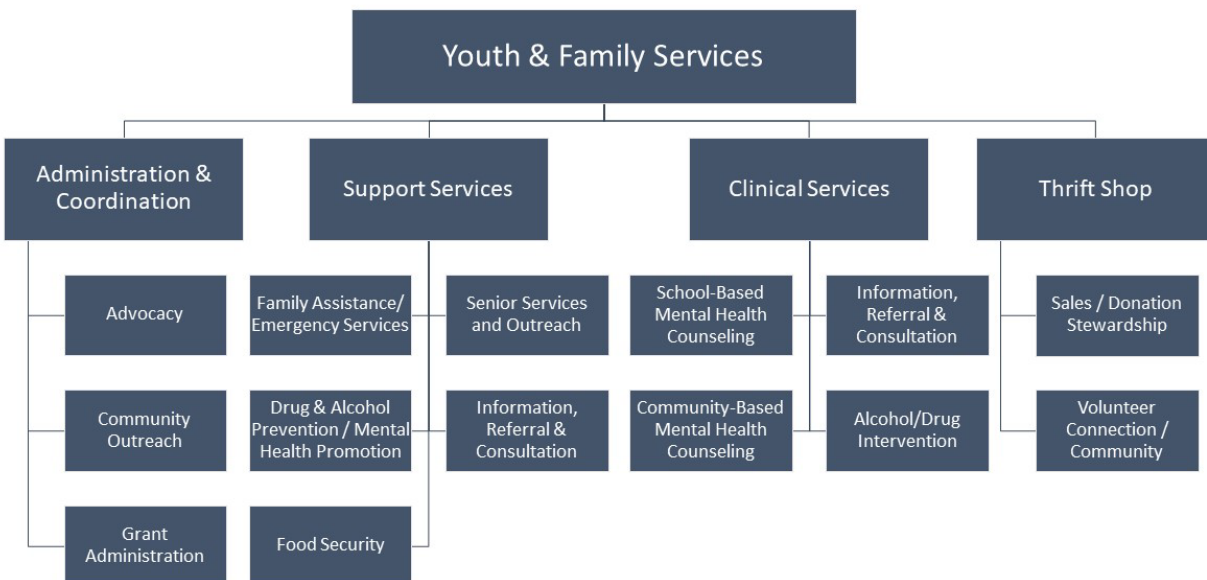 Youth & Family Services
Administration &
Coordination
Support Services
Clinical Services
Thrift Shop
Advocacy
Community
Outreach
Grant
Administration
Family Assistance/
Emergency Services
Drug & Alcohol
Prevention / Mental
Health Promotion
Food Security
Senior Services
and Outreach
Information,
Referral &
Consultation
School-Based
Mental Health
Counseling
Community-Based
Mental Health
Counseling
Information,
Referral &
Consultation
Alcohol/Drug
Intervention
Sales / Donation
Stewardship
Volunteer
Connection /
Community